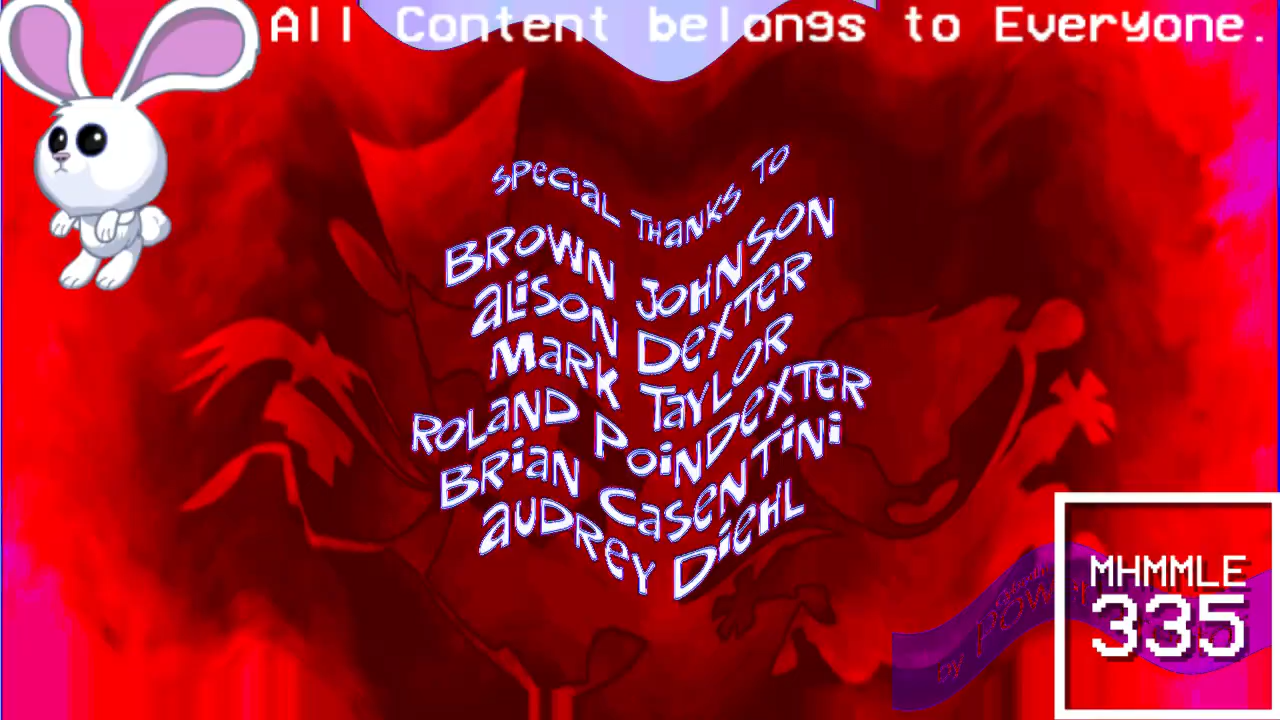 All Content belongs to Everyone.
SPECiAL THANKS TO
BROWN JOHNSON
ALiSON DEXTER
MARK TAYLOR
ROLAND POiNDEXTER
BRiAN CASENTiNi
AUDREY DiEHL
MHMMLE
335